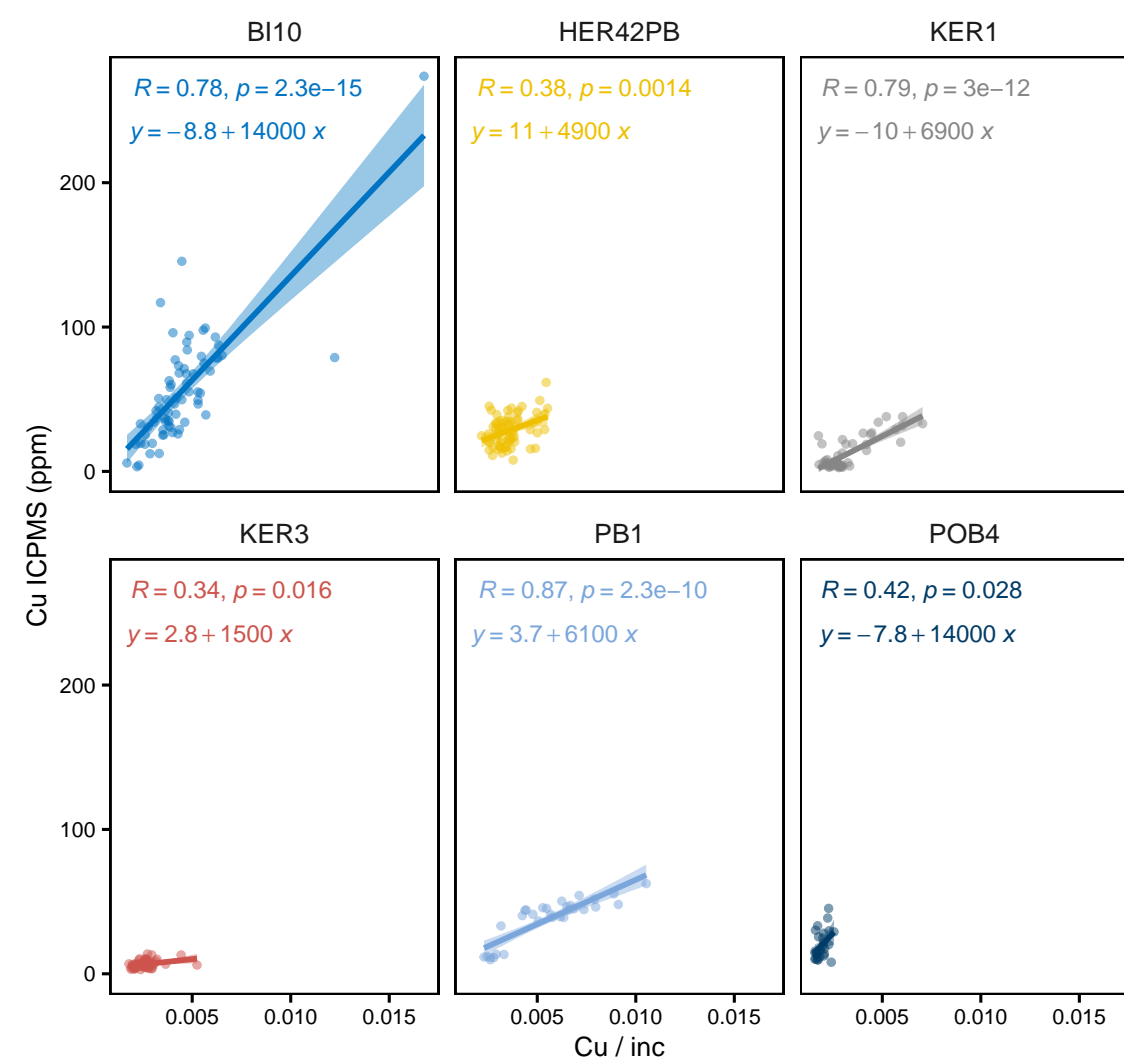 BI10 HER42PB KER1
R = 0.78, p = 2.3e−15 R = 0.38, p = 0.0014 R = 0.79, p = 3e−12
y = −8.8 + 14000 x y = 11 + 4900 x y = −10 + 6900 x
200
100
0
Cu ICPMS (ppm)
KER3 PB1 POB4
R = 0.34, p = 0.016 R = 0.87, p = 2.3e−10 R = 0.42, p = 0.028
y = 2.8 + 1500 x y = 3.7 + 6100 x y = −7.8 + 14000 x
200
100
0
0.005 0.010 0.015 0.005 0.010 0.015 0.005 0.010 0.015
Cu / inc